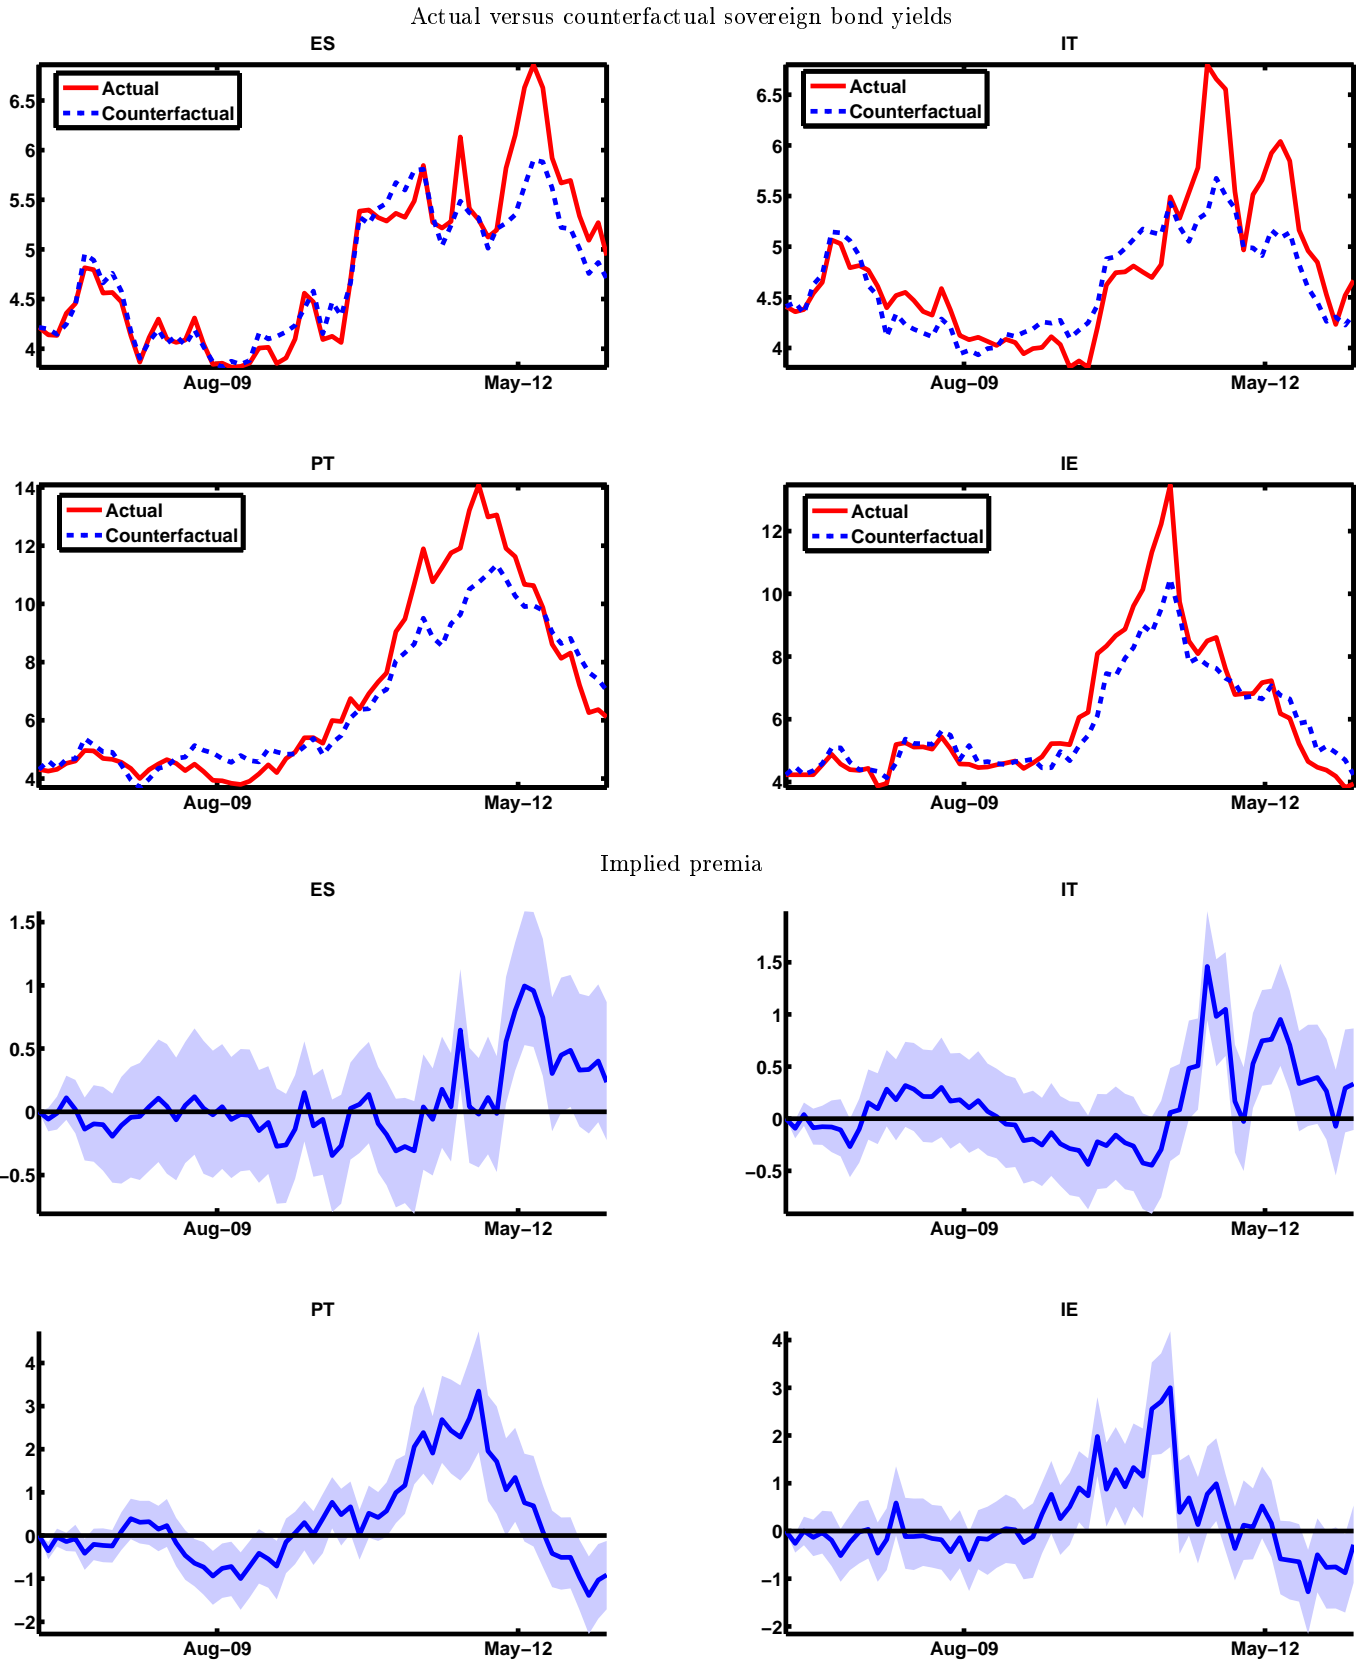 Actual versus counterfactual sovereign bond yields
ES
IT
Actual
Counterfactual
Actual
Counterfactual
6.5
6
5.5
5
4.5
4
6.5
6
5.5
5
4.5
4
Aug–09
May–12
Aug–09
May–12
PT
IE
Actual
Counterfactual
Actual
Counterfactual
14
12
10
8
6
4
12
10
8
6
4
Aug–09
May–12
Aug–09
May–12
Implied premia
ES
IT
1.5
1
0.5
0
–0.5
1.5
1
0.5
0
–0.5
Aug–09
May–12
Aug–09
May–12
PT
IE
4
3
2
1
0
–1
–2
4
3
2
1
0
–1
–2
Aug–09
May–12
Aug–09
May–12